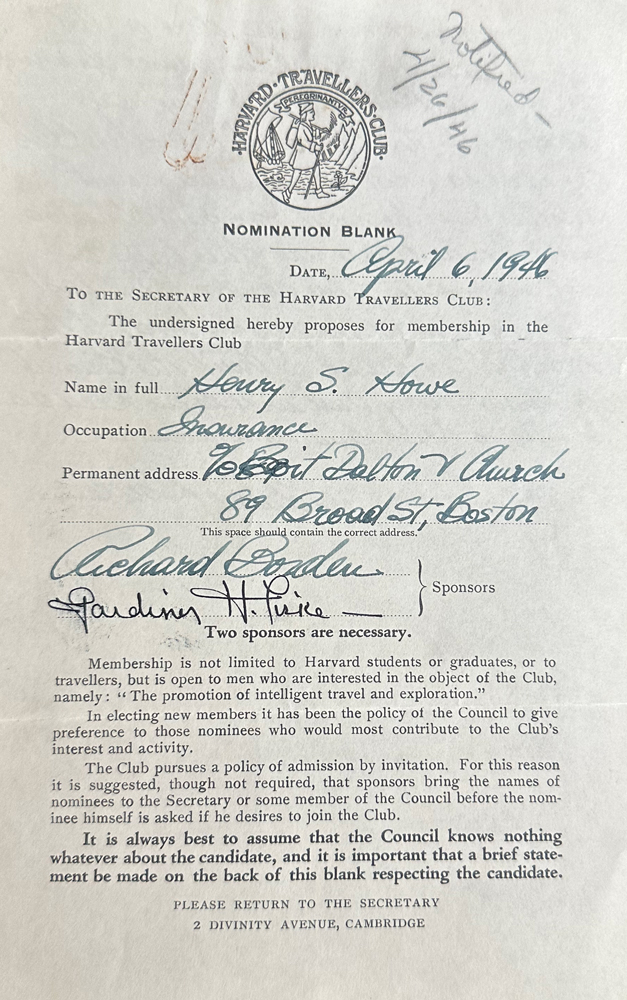 Notified -
4/26/46
HARVARD·TRAVELLERS·CLUB·
PEREGRINANTVR
NOMINATION BLANK
DATE, April 6, 1946
TO THE SECRETARY OF THE HARVARD TRAVELLERS CLUB:
The undersigned hereby proposes for membership in the
Harvard Travellers Club
Name in full Henry S. Howe
Occupation Insurance
Permanent address % Boit Dalton & Church
89 Broad St, Boston
This space should contain the correct address.
Richard Borden
Gardiner H. Fiske
Sponsors
Two sponsors are necessary.
Membership is not limited to Harvard students or graduates, or to
travellers, but is open to men who are interested in the object of the Club,
namely: “The promotion of intelligent travel and exploration.”
In electing new members it has been the policy of the Council to give
preference to those nominees who would most contribute to the Club's
interest and activity.
The Club pursues a policy of admission by invitation. For this reason
it is suggested, though not required, that sponsors bring the names of
nominees to the Secretary or some member of the Council before the nom-
inee himself is asked if he desires to join the Club.
It is always best to assume that the Council knows nothing
whatever about the candidate, and it is important that a brief state-
ment be made on the back of this blank respecting the candidate.
PLEASE RETURN TO THE SECRETARY
2 DIVINITY AVENUE, CAMBRIDGE